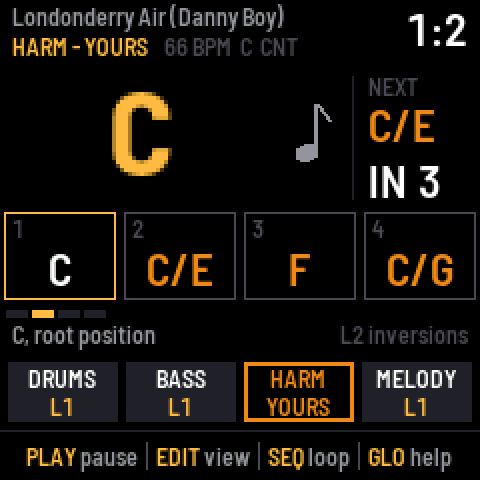 Londonderry Air (Danny Boy)
1:2
HARM - YOURS 66 BPM C CNT
C
NEXT
C/E
IN 3
1 2 3 4
C C/E F C/G
C, root position L2 inversions
DRUMS BASS HARM MELODY
L1 L1 YOURS L1
PLAY pause EDIT view SEQ loop GLO help